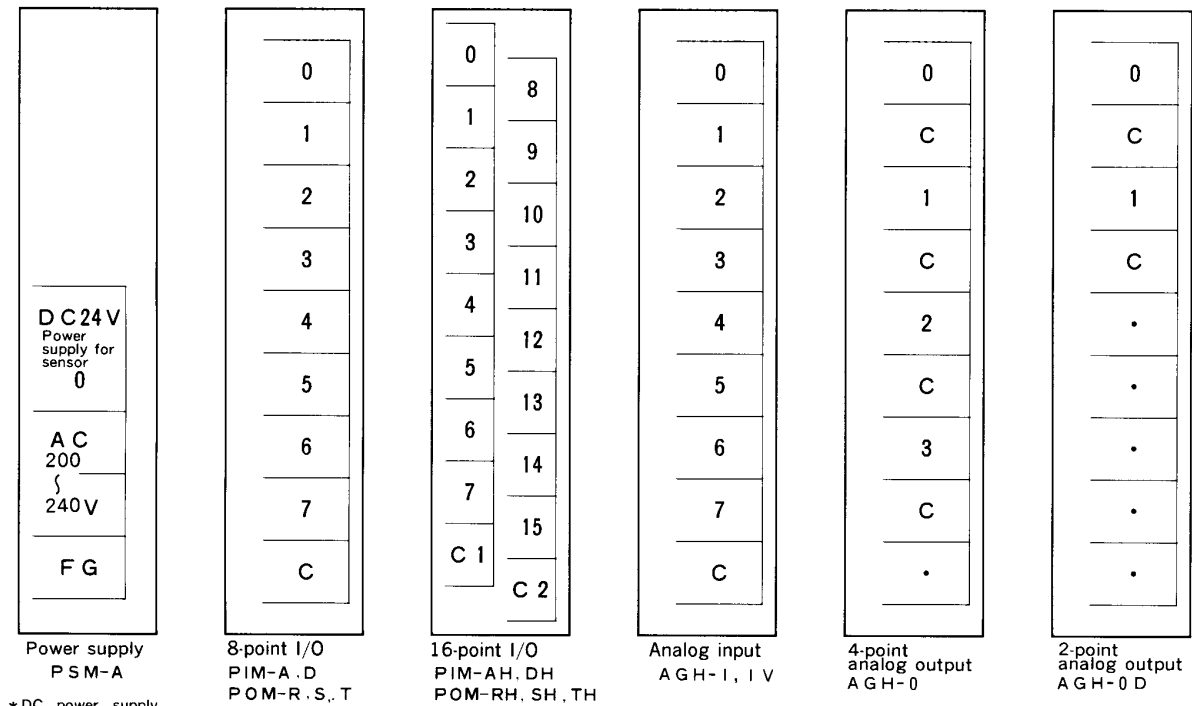 DC24V
Power
supply for
sensor
0
AC
200
~
240V
FG
Power supply
PSM-A
*DC power supply
0
1
2
3
4
5
6
7
C
8-point I/O
PIM-A, D
POM-R, S, T
0
1
2
3
4
5
6
7
C1
8
9
10
11
12
13
14
15
C2
16-point I/O
PIM-AH, DH
POM-RH, SH, TH
0
1
2
3
4
5
6
7
C
Analog input
AGH-I, IV
0
C
1
C
2
C
3
C
•
4-point
analog output
AGH-O
0
C
1
C
•
•
•
•
•
2-point
analog output
AGH-OD